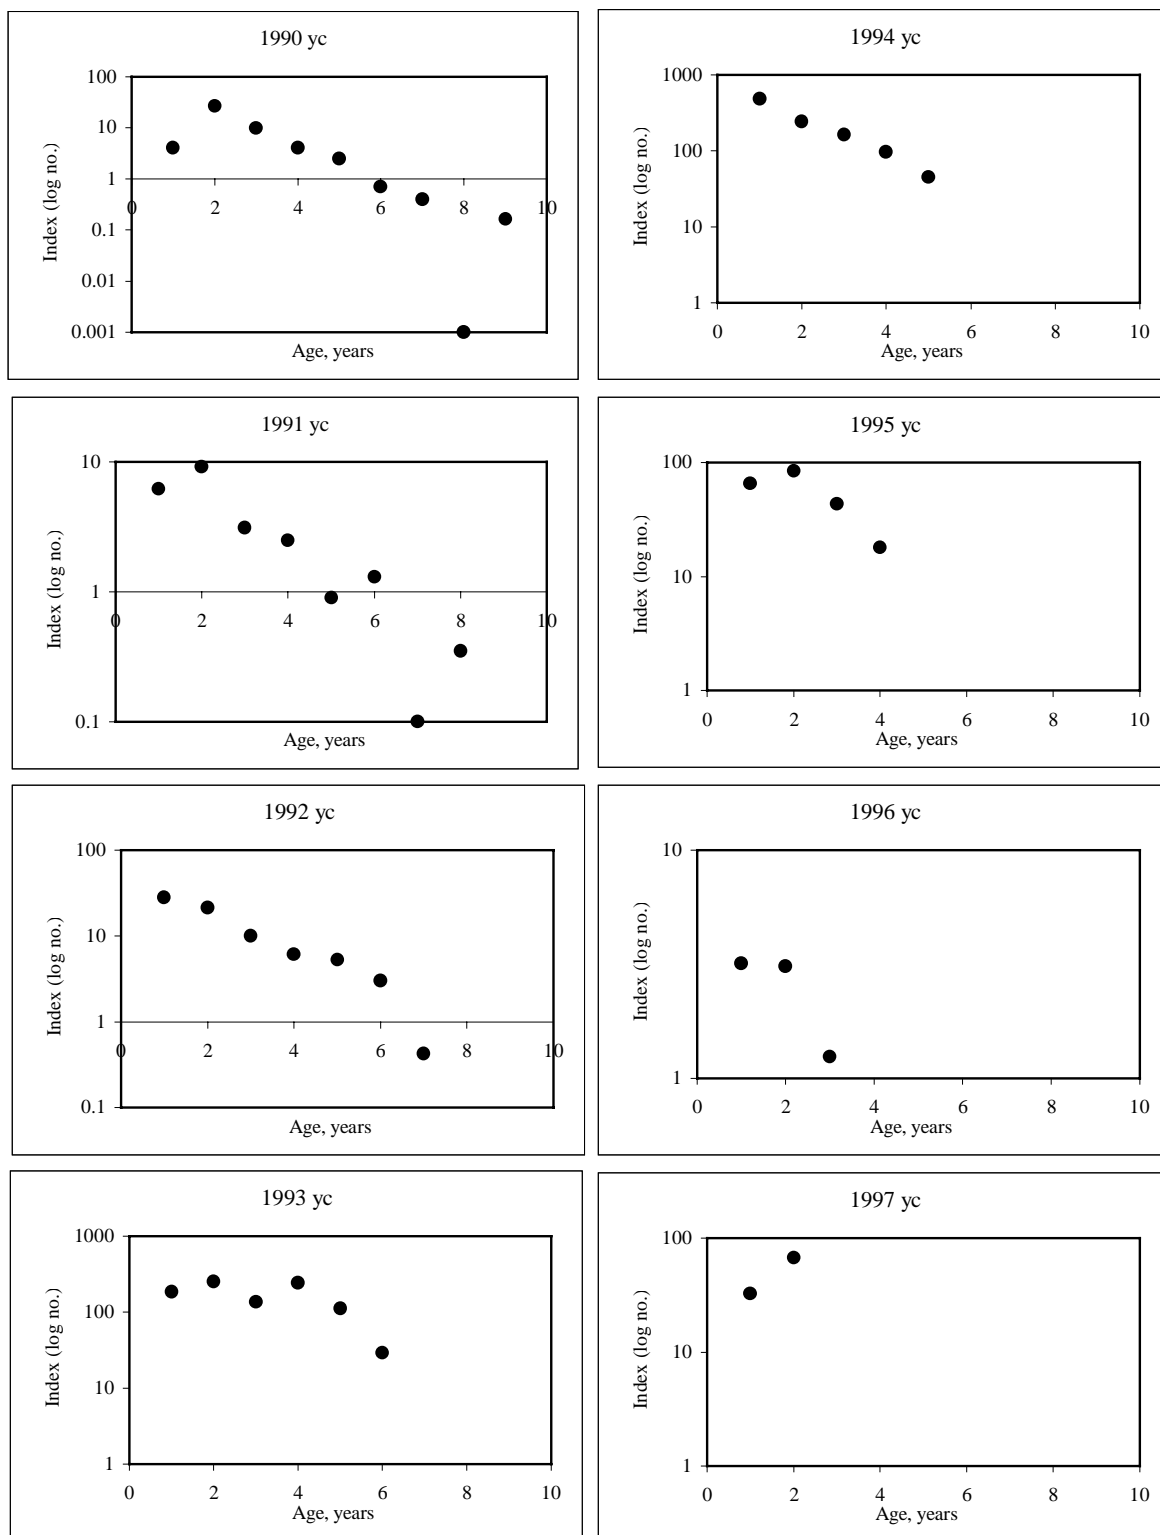 1990 yc
100
10
1
0.1
0.01
0.001
0 2 4 6 8 10
Index (log no.)
Age, years
1994 yc
1000
100
10
1
0 2 4 6 8 10
Index (log no.)
Age, years
1991 yc
10
1
0.1
0 2 4 6 8 10
Index (log no.)
Age, years
1995 yc
100
10
1
0 2 4 6 8 10
Index (log no.)
Age, years
1992 yc
100
10
1
0.1
0 2 4 6 8 10
Index (log no.)
Age, years
1996 yc
10
1
0 2 4 6 8 10
Index (log no.)
Age, years
1993 yc
1000
100
10
1
0 2 4 6 8 10
Index (log no.)
Age, years
1997 yc
100
10
1
0 2 4 6 8 10
Index (log no.)
Age, years